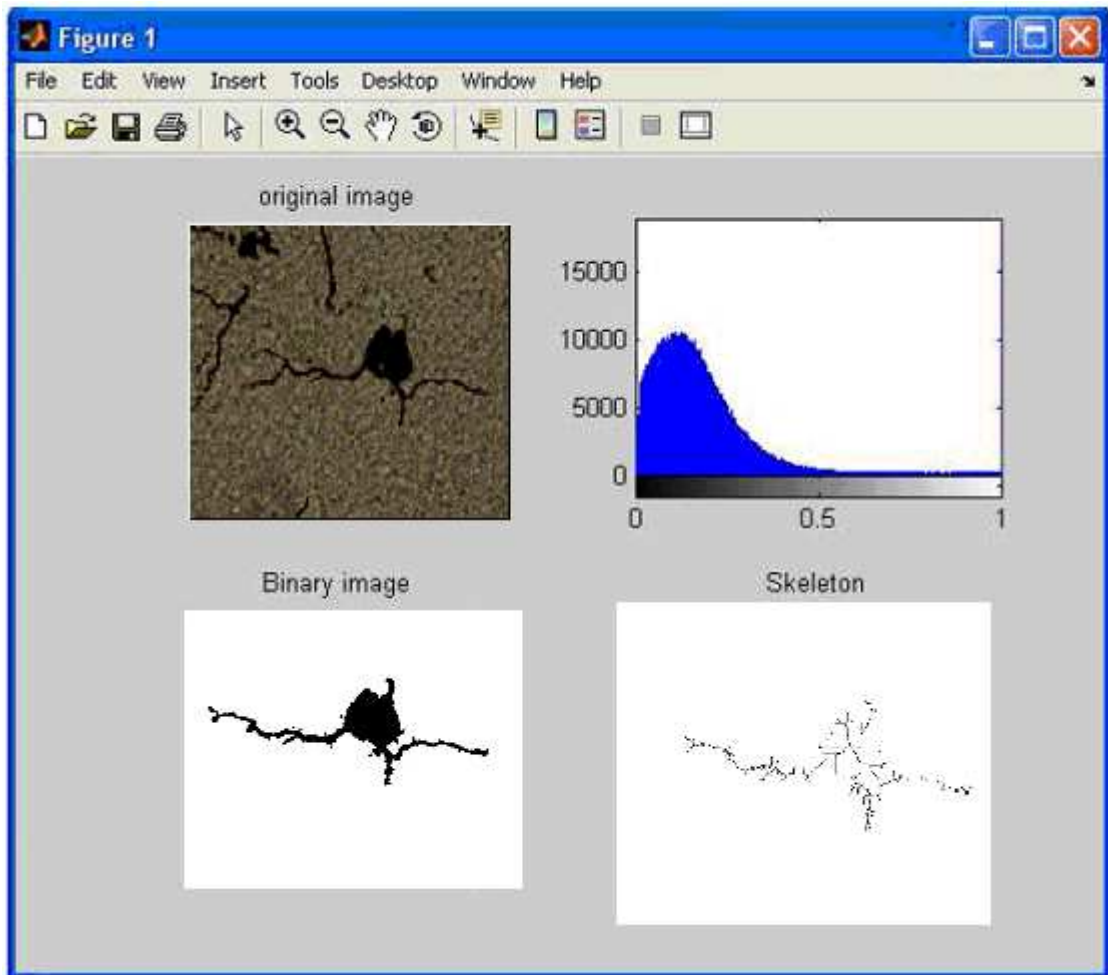 Figure 1
File Edit View Insert Tools Desktop Window Help
original image
15000
10000
5000
0
0 0.5 1
Binary image
Skeleton